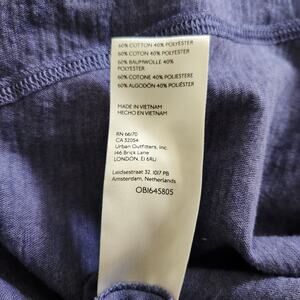 60% COTTON 40% POLYESTER
60% COTON 40% POLYESTER
60% BAUMWOLLE 40%
POLYESTER
60% COTONE 40% POLIESTERE
60% ALGODÓN 40% POLIÉSTER
MADE IN VIETNAM
HECHO EN VIETNAM
RN 66170
CA 32054
Urban Outfitters, Inc.
146 Brick Lane
LONDON, E1 6RU
Leidsestraat 32, 1017 PB
Amsterdam, Netherlands
OB1645805